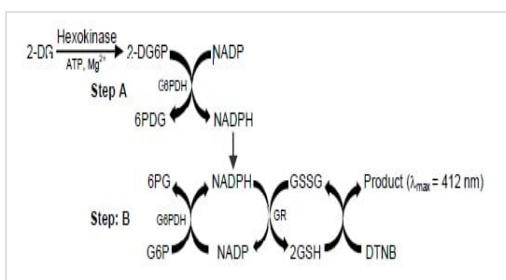 Hexokinase
2-DG 2-DG6P NADP
ATP, Mg²⁺
Step A G6PDH
6PDG NADPH
6PG NADPH GSSG Product (λmax = 412 nm)
Step: B G6PDH GR
G6P NADP 2GSH DTNB